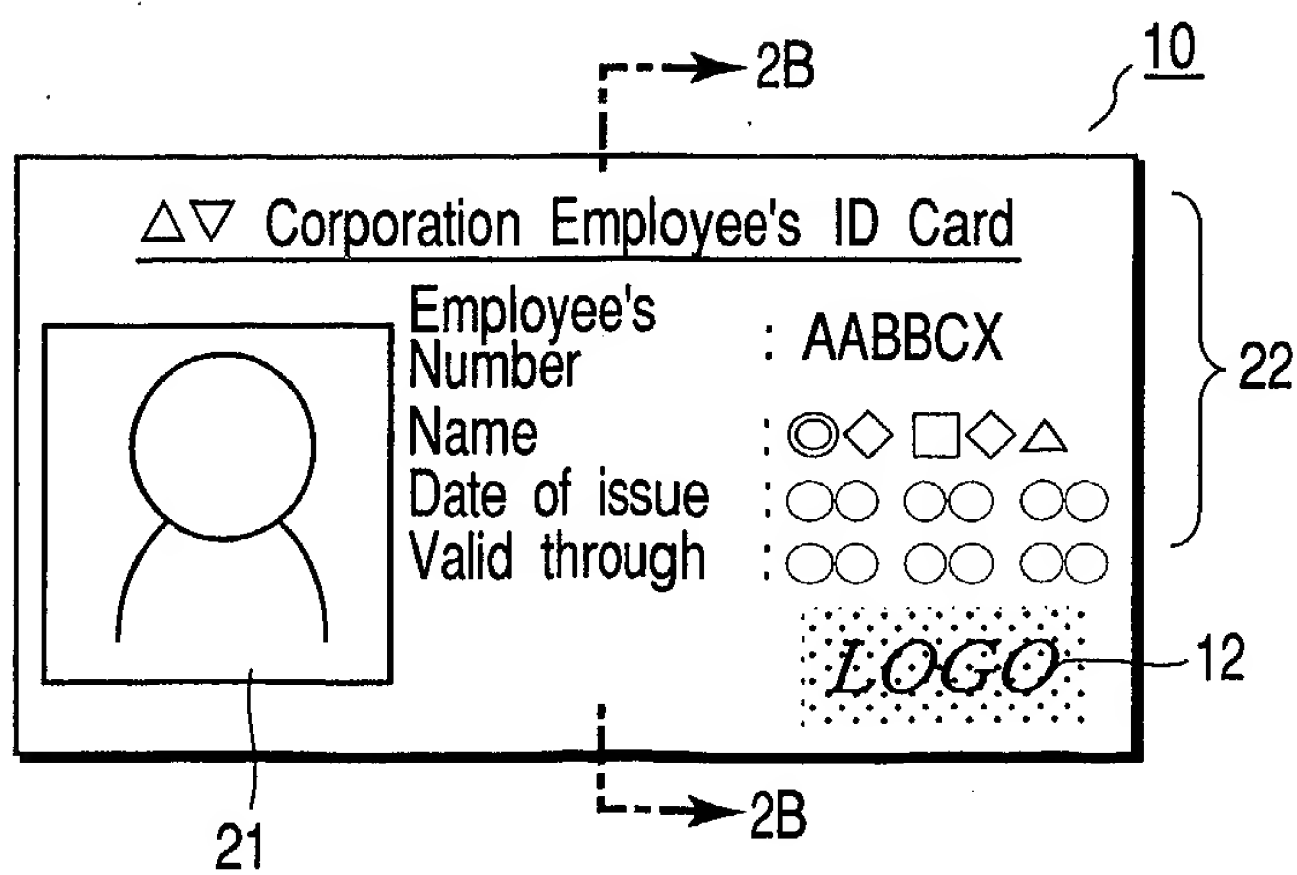 2B
10
△▽ Corporation Employee's ID Card
Employee's
Number : AABBCX
22
Name : ◎◇ □◇△
Date of issue : ○○ ○○ ○○
Valid through : ○○ ○○ ○○
LOGO
12
2B
21